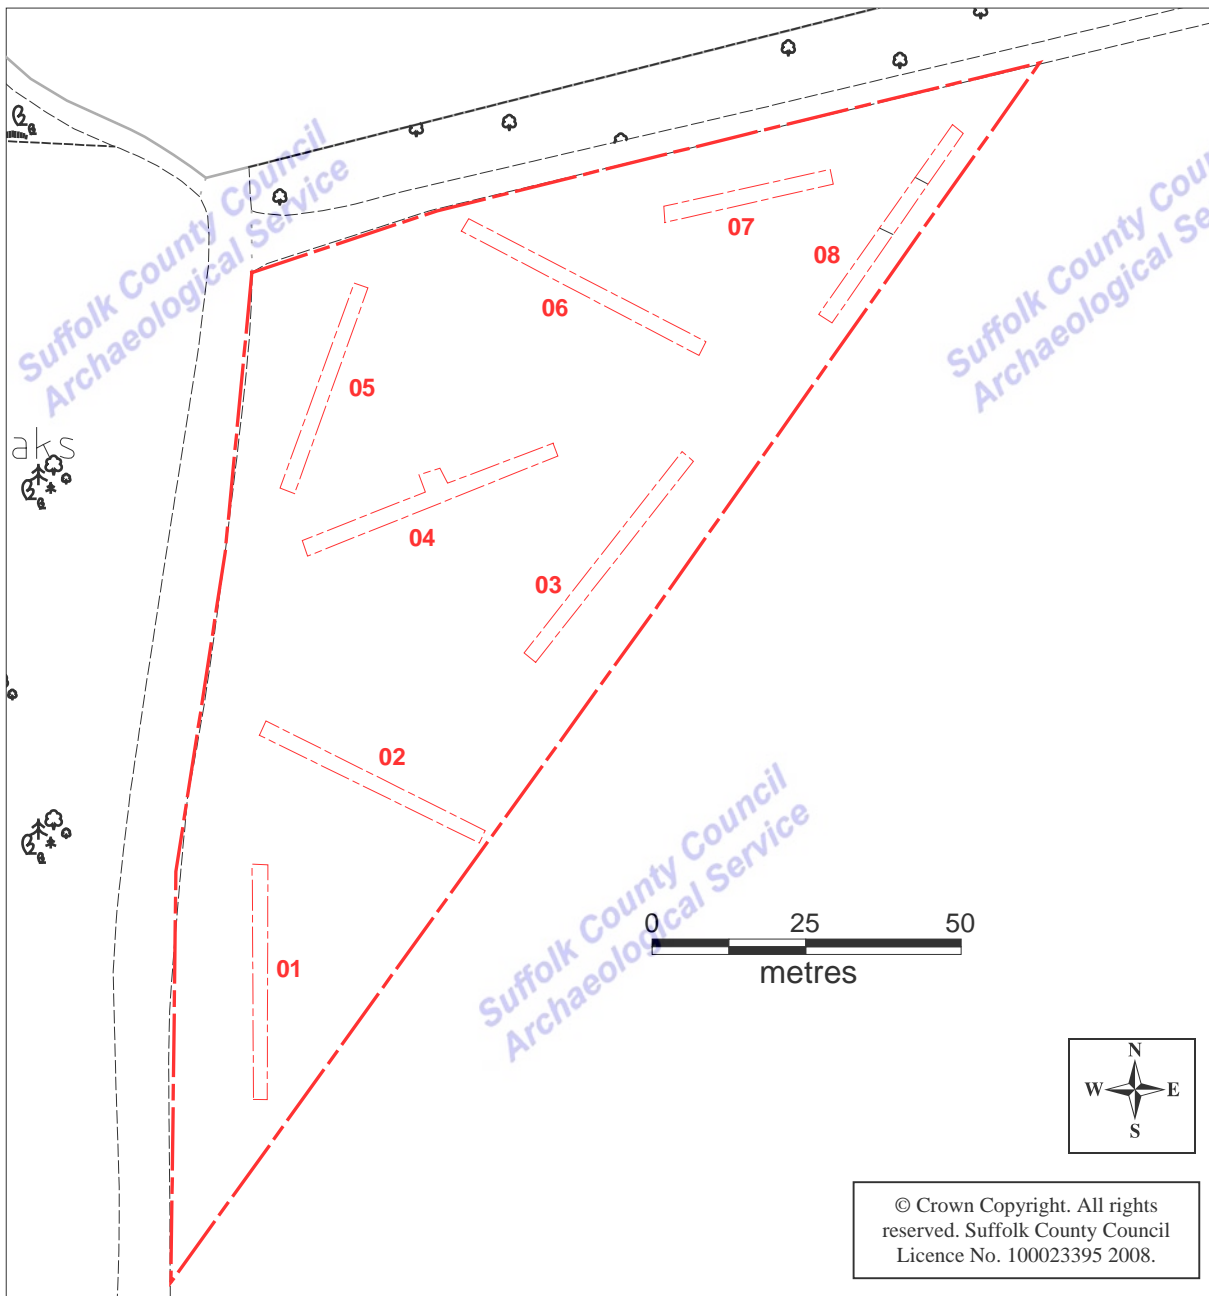 Suffolk County Council
Archaeological Service
Suffolk County Cou
Archaeological Se
07
08
06
05
aks
04
03
02
Suffolk County Council
Archaeological Service
0 25 50
metres
01
N
W E
S
© Crown Copyright. All rights
reserved. Suffolk County Council
Licence No. 100023395 2008.